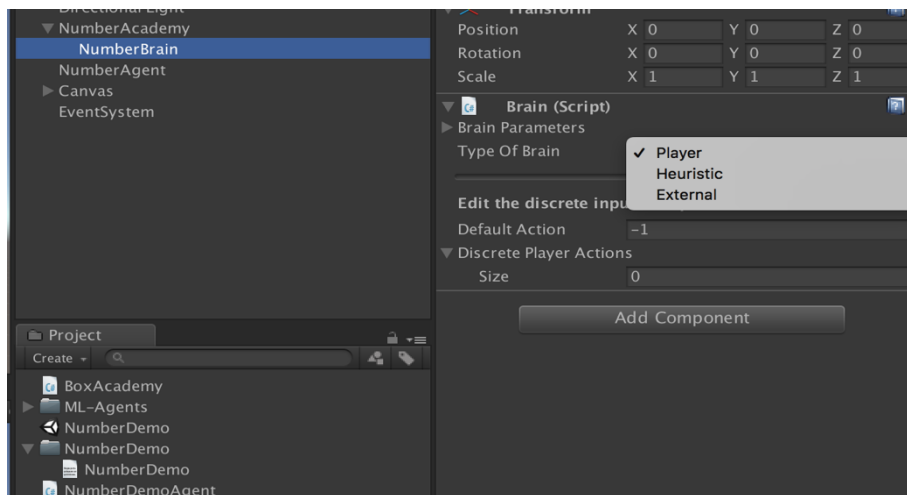 Directional Light
NumberAcademy
NumberBrain
NumberAgent
Canvas
EventSystem
Transform
Position X 0 Y 0 Z 0
Rotation X 0 Y 0 Z 0
Scale X 1 Y 1 Z 1
Brain (Script)
Brain Parameters
Type Of Brain
✓ Player
Heuristic
External
Edit the discrete
Default Action -1
Discrete Player Actions
Size 0
Add Component
Project
Create
BoxAcademy
ML-Agents
NumberDemo
NumberDemo
NumberDemo
NumberDemoAgent